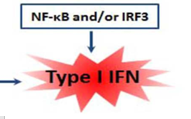 NF-κB and/or IRF3
Type I IFN